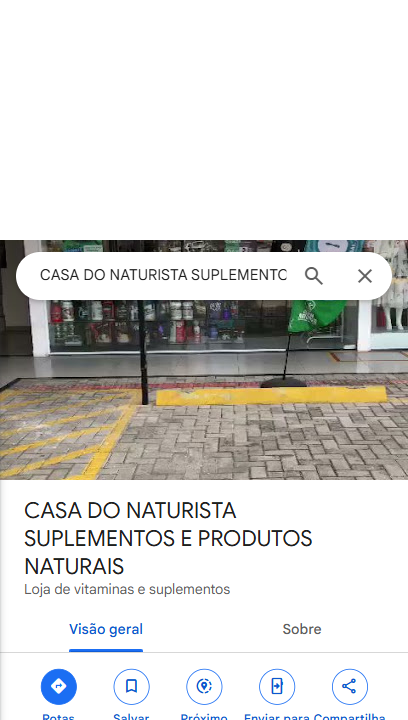 CASA DO NATURISTA SUPLEMENTO
CASA DO NATURISTA
SUPLEMENTOS E PRODUTOS
NATURAIS
Loja de vitaminas e suplementos
Visão geral
Sobre
Rotas
Salvar
Próximo
Enviar para
Compartilha